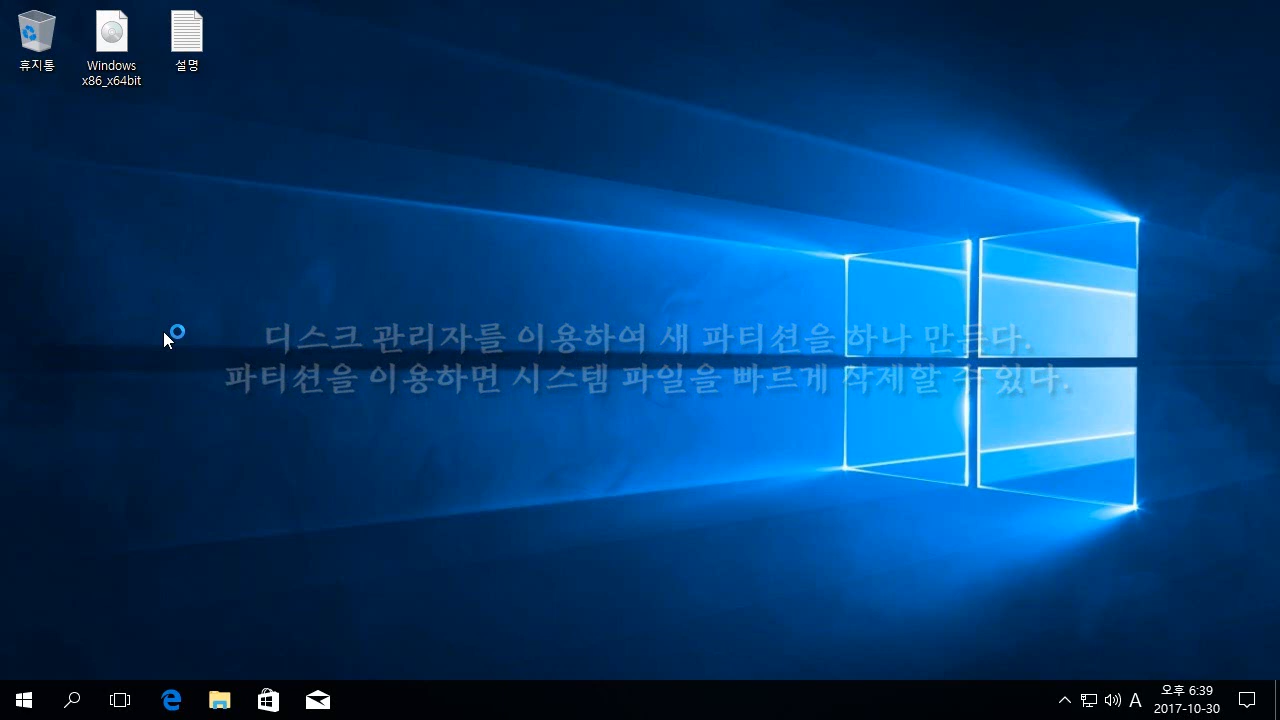 휴지통
Windows
x86_x64bit
설명
디스크 관리자를 이용하여 새 파티션을 하나 만든다.
파티션을 이용하면 시스템 파일을 빠르게 삭제할 수 있다.
A
오후 6:39
2017-10-30